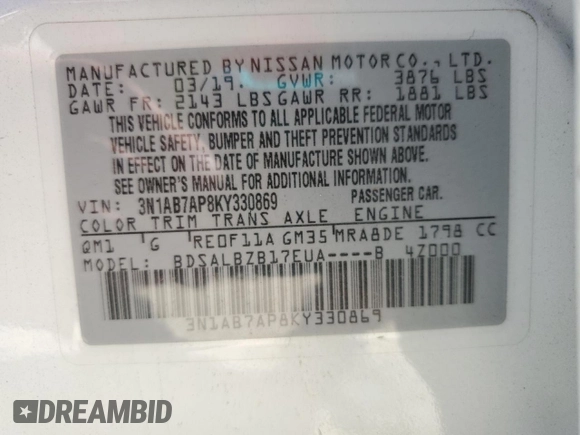 MANUFACTURED BY NISSAN MOTOR CO., LTD.
DATE: 03/19. GVWR: 3876 LBS
GAWR FR: 2143 LBS GAWR RR: 1881 LBS
THIS VEHICLE CONFORMS TO ALL APPLICABLE FEDERAL MOTOR
VEHICLE SAFETY, BUMPER AND THEFT PREVENTION STANDARDS
IN EFFECT ON THE DATE OF MANUFACTURE SHOWN ABOVE.
SEE OWNER'S MANUAL FOR ADDITIONAL INFORMATION.
VIN: 3N1AB7AP8KY330869 PASSENGER CAR.
COLOR TRIM TRANS AXLE ENGINE
QM1 G RE0F11A GM35 MRA8DE 1798 CC
MODEL: BDSALBZB17EUA----B 4Z000
3N1AB7AP8KY330869
DREAMBID